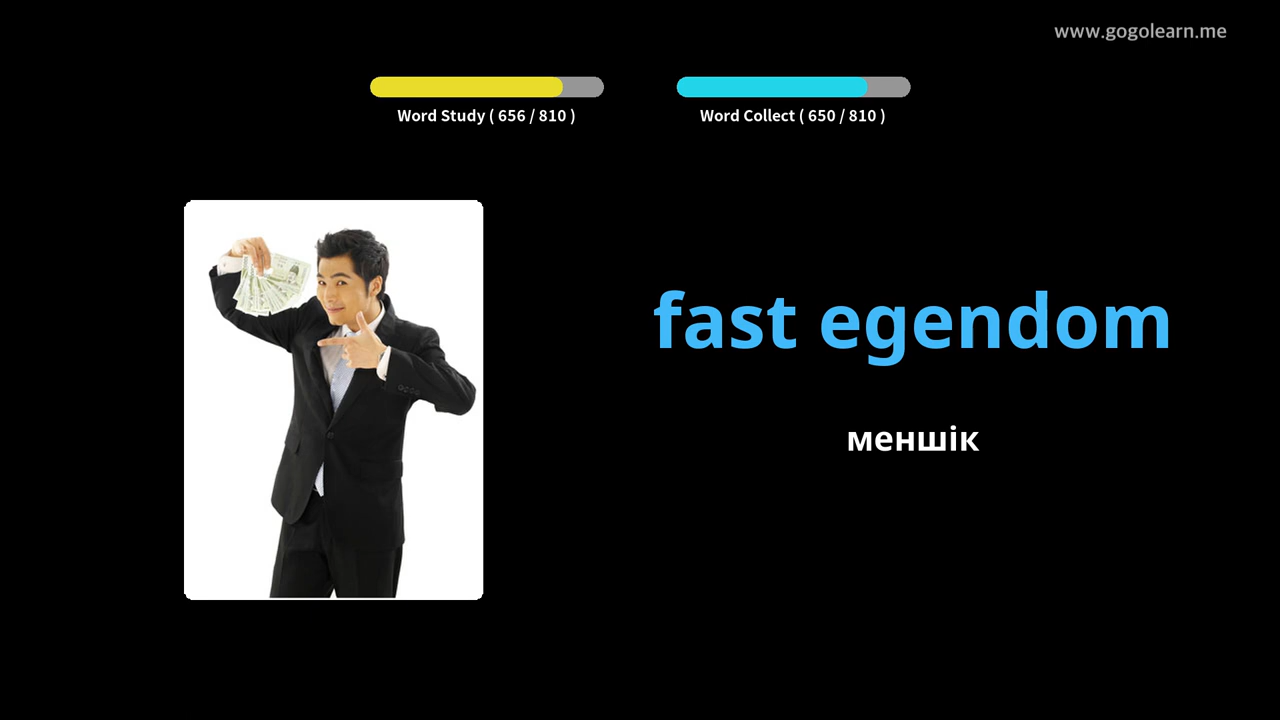 www.gogolearn.me
Word Study ( 656 / 810 )
Word Collect ( 650 / 810 )
fast egendom
меншік